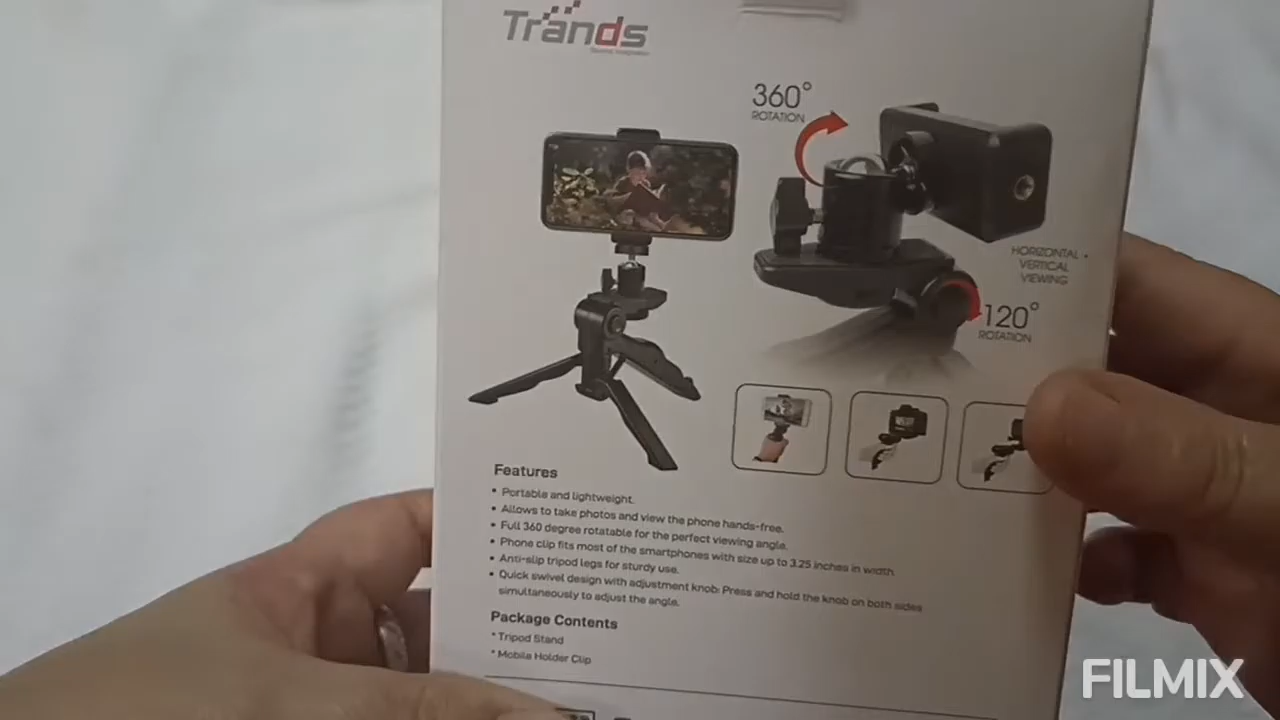 Trands
360°
ROTATION
HORIZONTAL +
VERTICAL
VIEWING
120°
ROTATION
Features
• Portable and lightweight.
• Allows to take photos and view the phone hands-free.
• Full 360 degree rotatable for the perfect viewing angle.
• Phone clip fits most of the smartphones with size up to 3.25 inches in width.
• Anti-slip tripod legs for sturdy use.
• Quick swivel design with adjustment knob: Press and hold the knob on both sides
simultaneously to adjust the angle.
Package Contents
* Tripod Stand
* Mobile Holder Clip
FILMIX